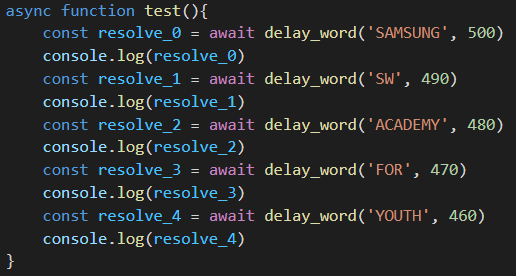 async function test(){
    const resolve_0 = await delay_word('SAMSUNG', 500)
    console.log(resolve_0)
    const resolve_1 = await delay_word('SW', 490)
    console.log(resolve_1)
    const resolve_2 = await delay_word('ACADEMY', 480)
    console.log(resolve_2)
    const resolve_3 = await delay_word('FOR', 470)
    console.log(resolve_3)
    const resolve_4 = await delay_word('YOUTH', 460)
    console.log(resolve_4)
}